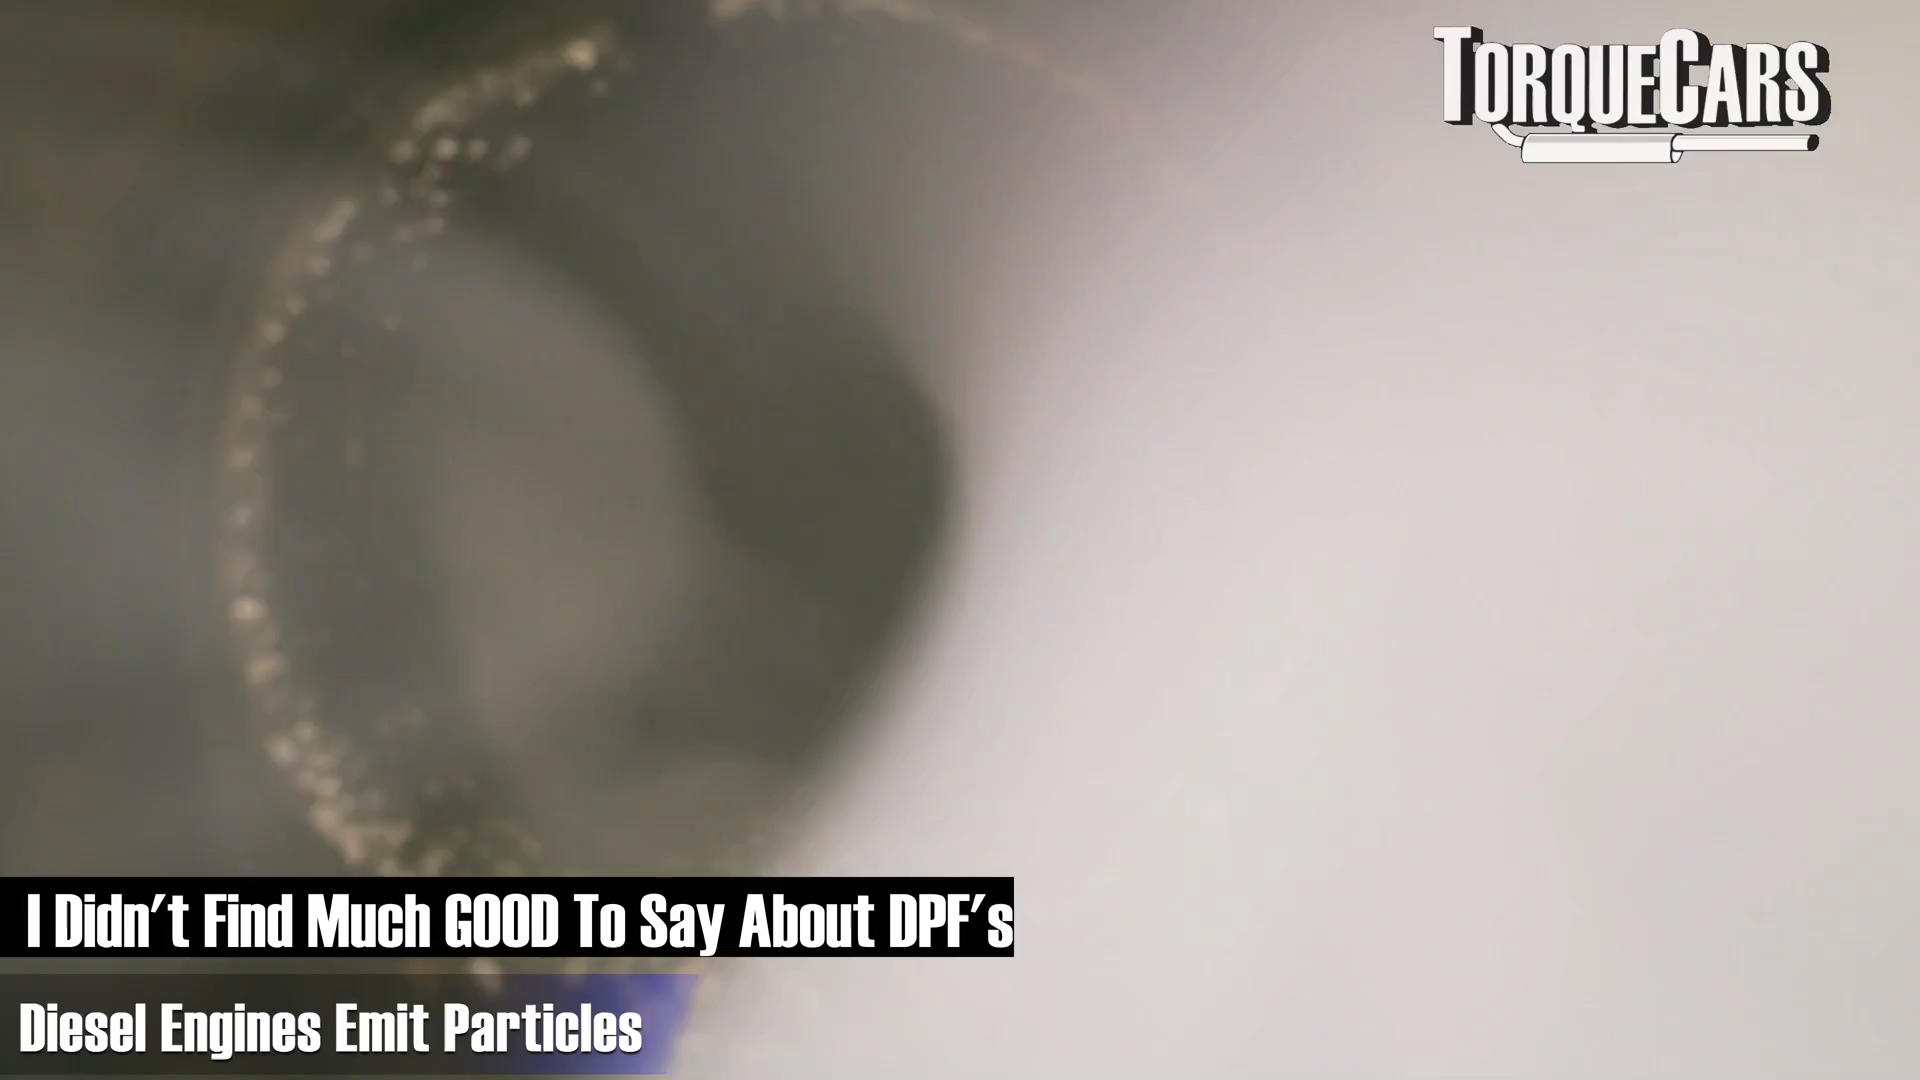 TorqueCars
I Didn't Find Much GOOD To Say About DPF's
Diesel Engines Emit Particles